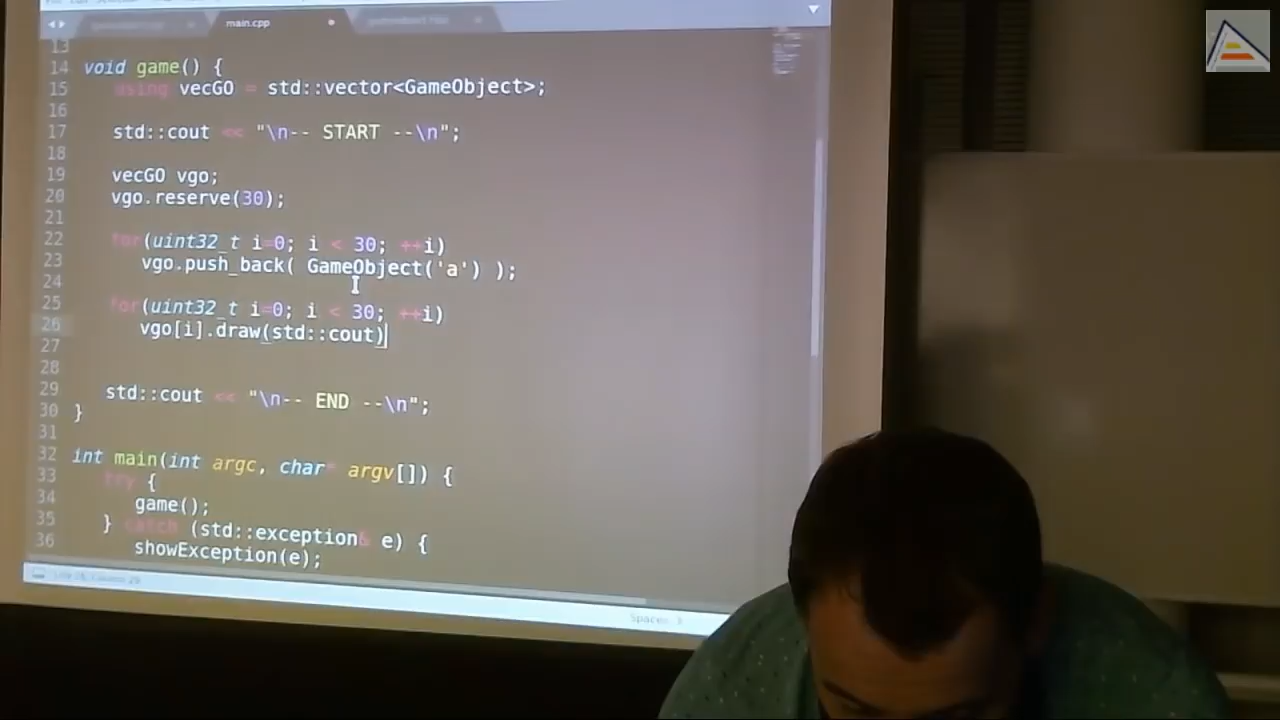 main.cpp
13
14 void game() {
15 using vecGO = std::vector<GameObject>;
16
17 std::cout << "\n-- START --\n";
18
19 vecGO vgo;
20 vgo.reserve(30);
21
22 for(uint32_t i=0; i < 30; ++i)
23 vgo.push_back( GameObject('a') );
24
25 for(uint32_t i=0; i < 30; ++i)
26 vgo[i].draw(std::cout)
27
28
29 std::cout << "\n-- END --\n";
30 }
31
32 int main(int argc, char* argv[]) {
33 try {
34 game();
35 } catch (std::exception& e) {
36 showException(e);
Spaces: 3